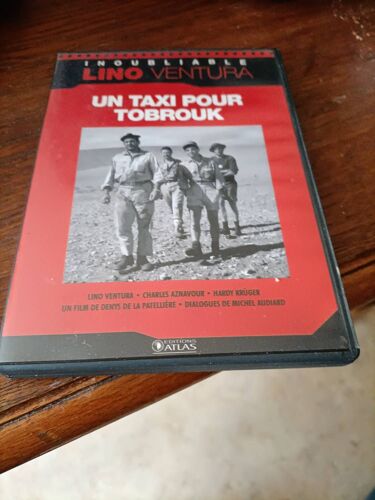 INOUBLIABLE
LINO VENTURA
UN TAXI POUR
TOBROUK
LINO VENTURA • CHARLES AZNAVOUR • HARDY KRÜGER
UN FILM DE DENYS DE LA PATELLIÈRE • DIALOGUES DE MICHEL AUDIARD
EDITIONS
ATLAS